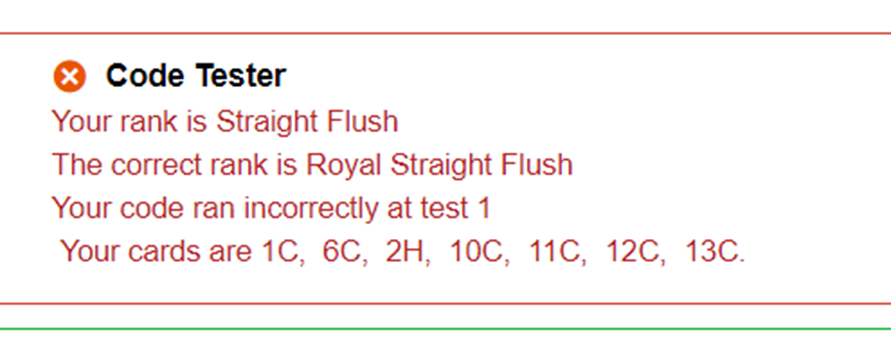 Code Tester
Your rank is Straight Flush
The correct rank is Royal Straight Flush
Your code ran incorrectly at test 1
Your cards are 1C, 6C, 2H, 10C, 11C, 12C, 13C.